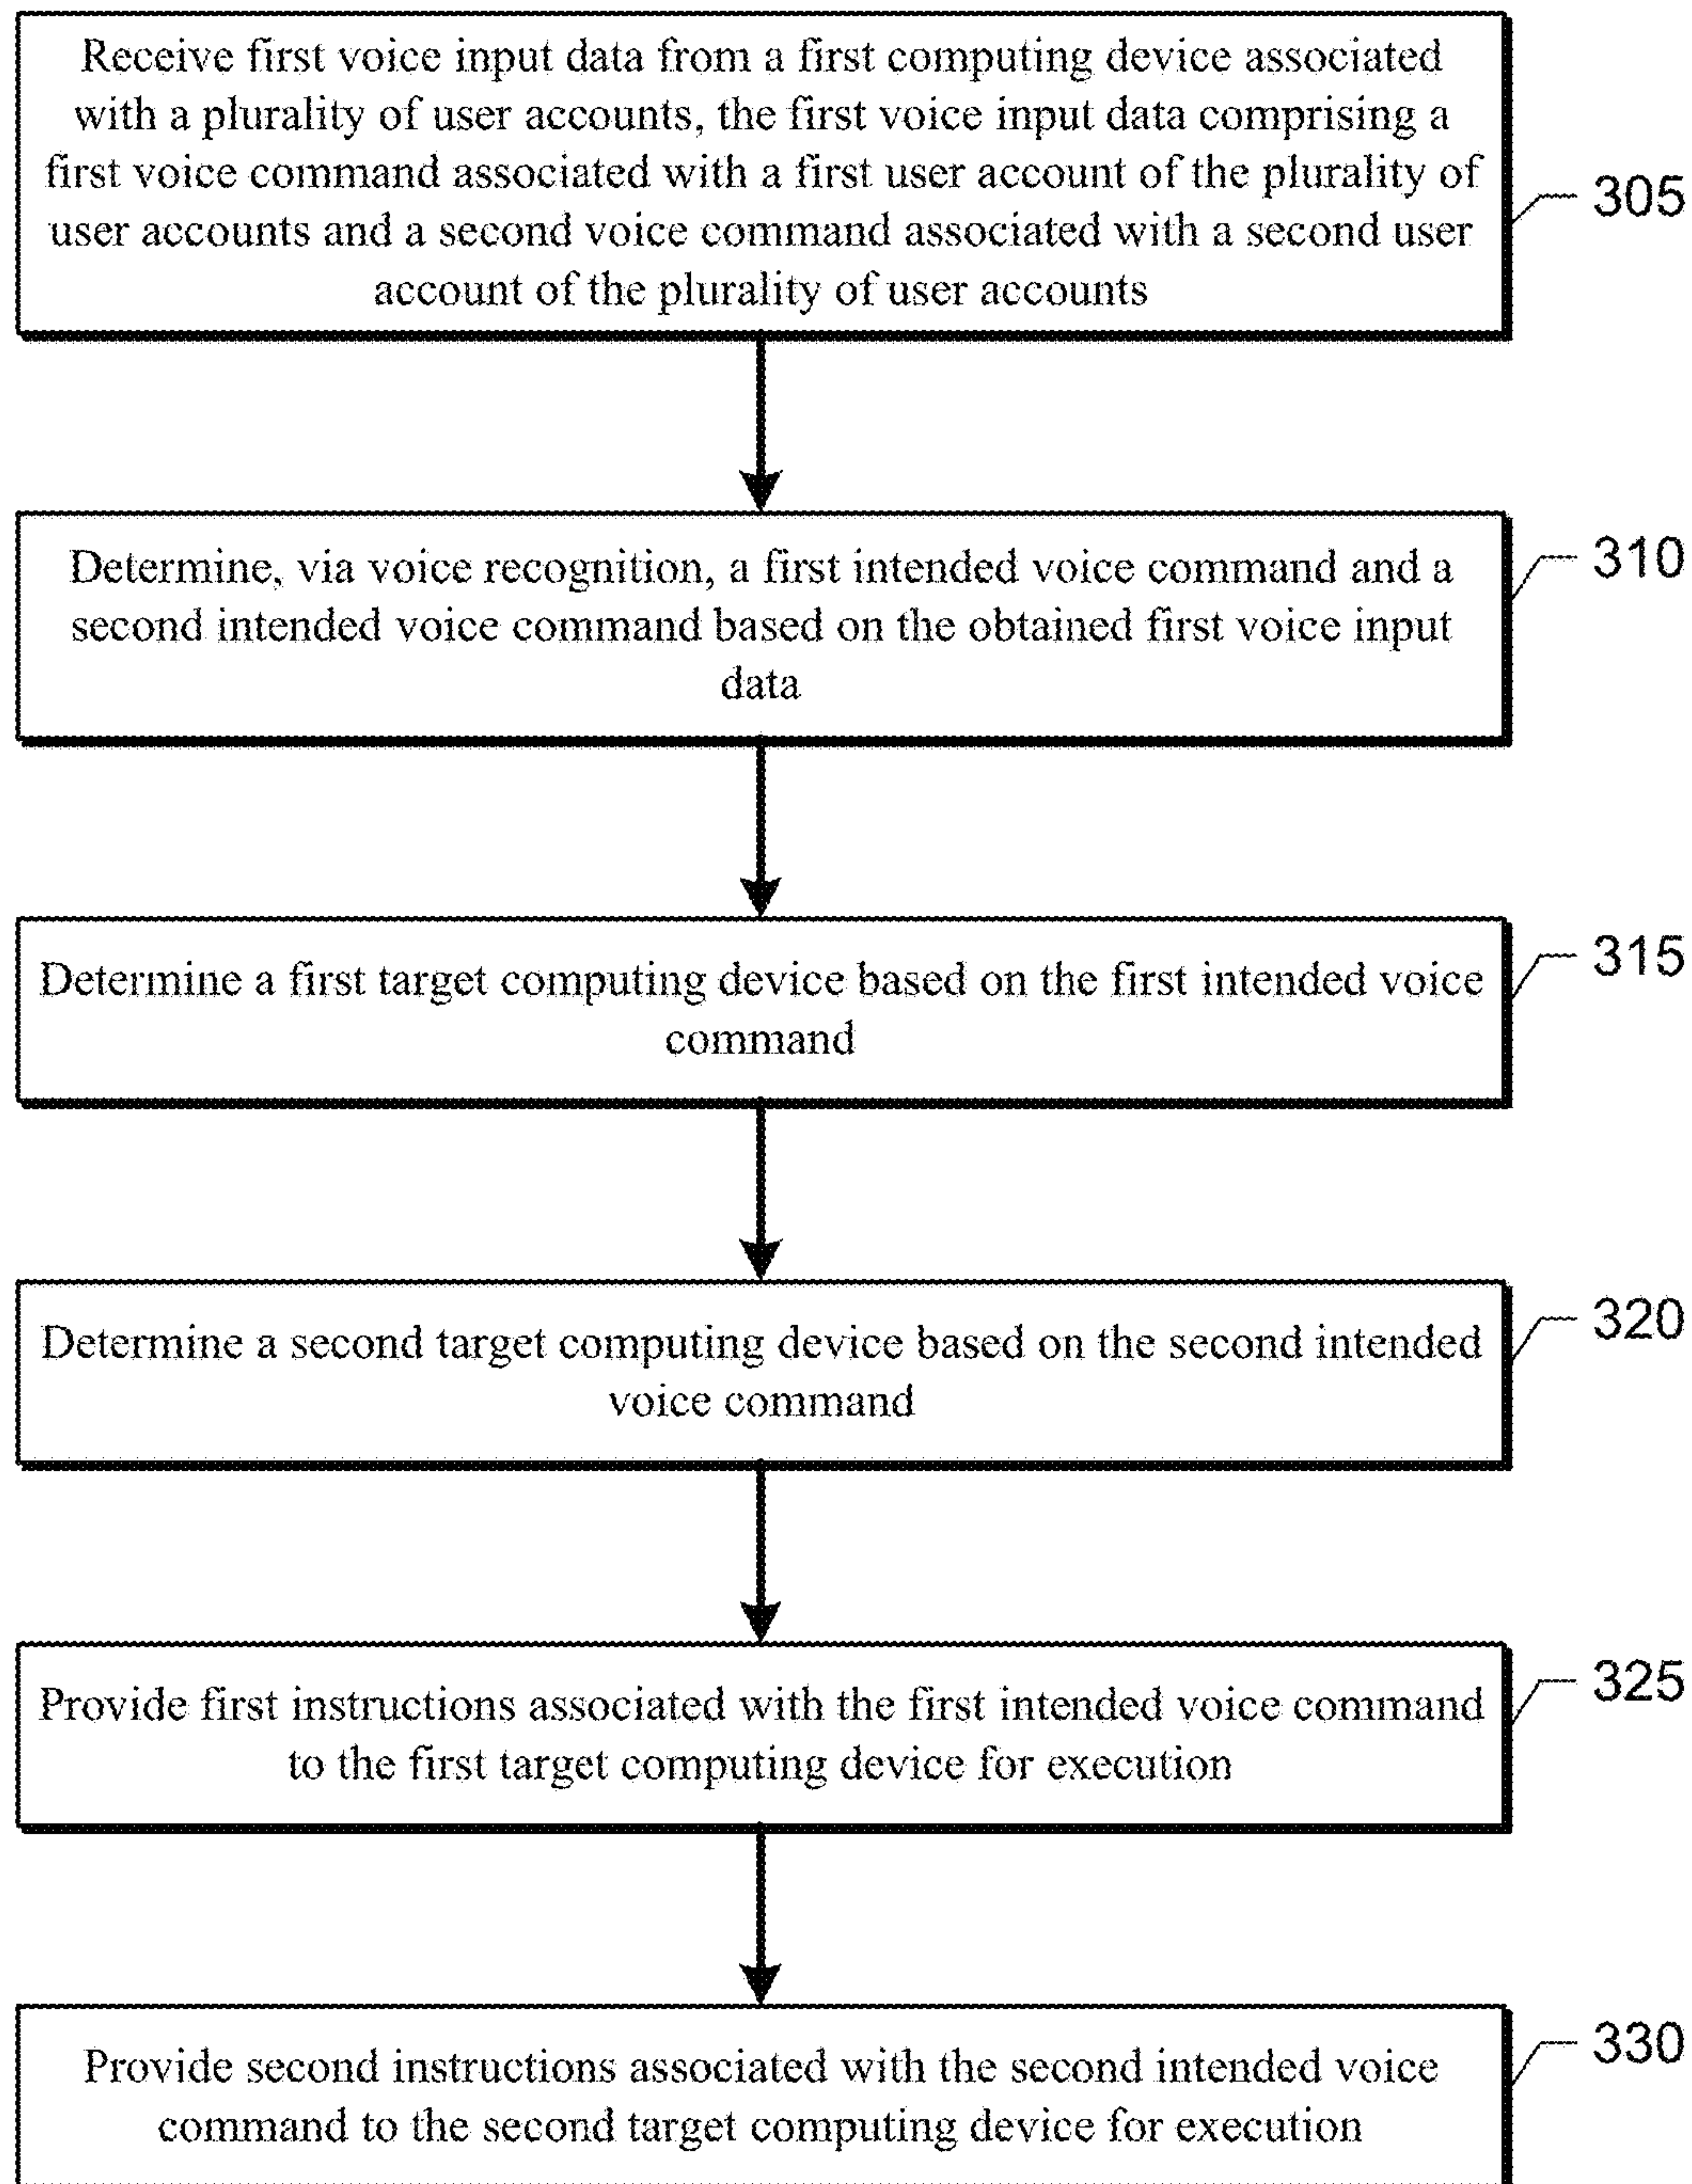 Receive first voice input data from a first computing device associated
with a plurality of user accounts, the first voice input data comprising a
first voice command associated with a first user account of the plurality of
user accounts and a second voice command associated with a second user
account of the plurality of user accounts
305
Determine, via voice recognition, a first intended voice command and a
second intended voice command based on the obtained first voice input
data
310
Determine a first target computing device based on the first intended voice
command
315
Determine a second target computing device based on the second intended
voice command
320
Provide first instructions associated with the first intended voice command
to the first target computing device for execution
325
Provide second instructions associated with the second intended voice
command to the second target computing device for execution
330